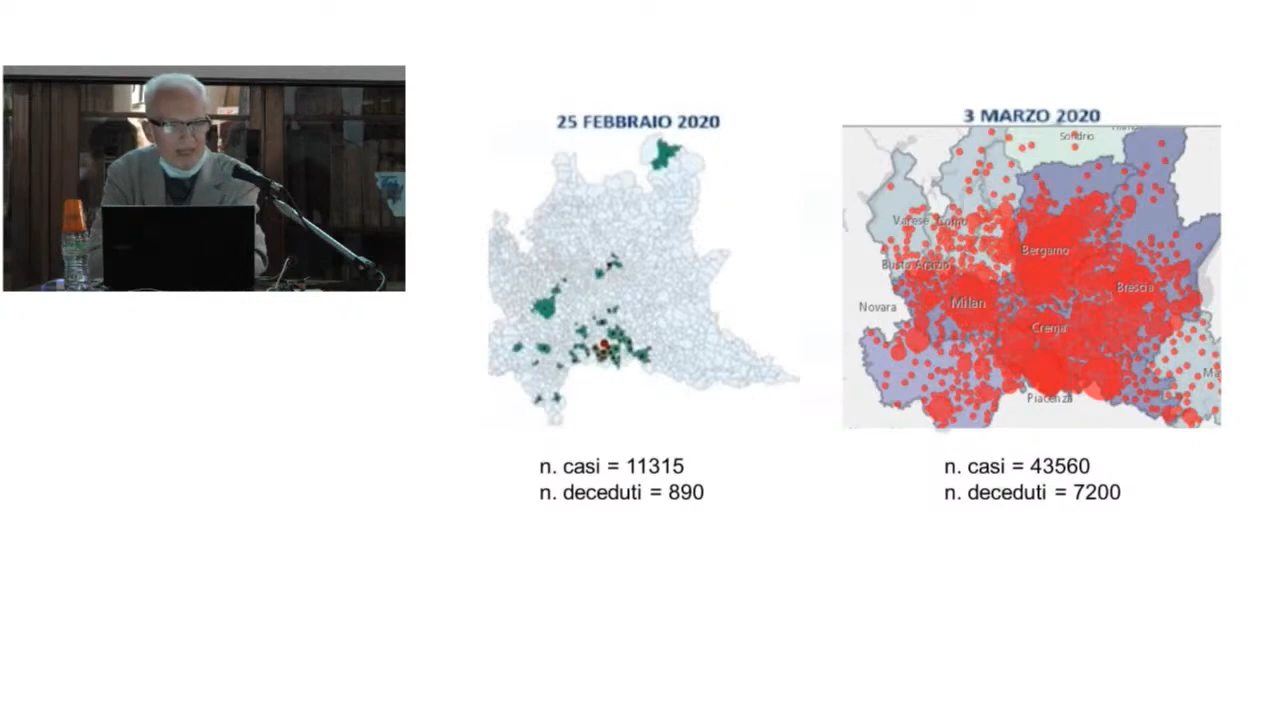 25 FEBBRAIO 2020
n. casi = 11315
n. deceduti = 890
3 MARZO 2020
Sondrio
Varese
Como
Bergamo
Busto Arsizio
Brescia
Novara
Milan
Crema
Piacenza
n. casi = 43560
n. deceduti = 7200